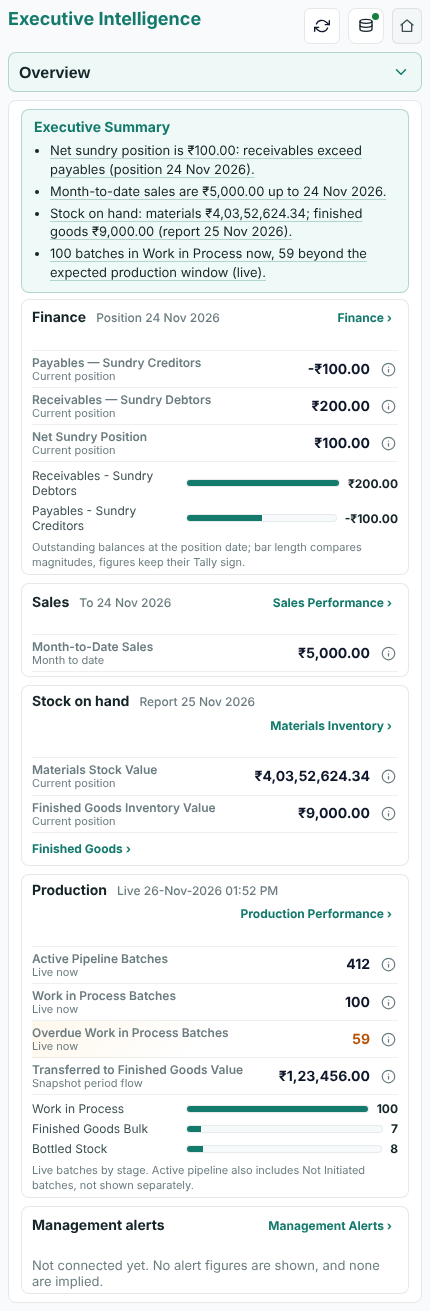 Executive Intelligence
Overview
Executive Summary
• Net sundry position is ₹100.00: receivables exceed
payables (position 24 Nov 2026).
• Month-to-date sales are ₹5,000.00 up to 24 Nov 2026.
• Stock on hand: materials ₹4,03,52,624.34; finished
goods ₹9,000.00 (report 25 Nov 2026).
• 100 batches in Work in Process now, 59 beyond the
expected production window (live).
Finance Position 24 Nov 2026 Finance ›
Payables — Sundry Creditors
Current position
-₹100.00
Receivables — Sundry Debtors
Current position
₹200.00
Net Sundry Position
Current position
₹100.00
Receivables - Sundry
Debtors
₹200.00
Payables - Sundry
Creditors
-₹100.00
Outstanding balances at the position date; bar length compares
magnitudes, figures keep their Tally sign.
Sales To 24 Nov 2026 Sales Performance ›
Month-to-Date Sales
Month to date
₹5,000.00
Stock on hand Report 25 Nov 2026
Materials Inventory ›
Materials Stock Value
Current position
₹4,03,52,624.34
Finished Goods Inventory Value
Current position
₹9,000.00
Finished Goods ›
Production Live 26-Nov-2026 01:52 PM
Production Performance ›
Active Pipeline Batches
Live now
412
Work in Process Batches
Live now
100
Overdue Work in Process Batches
Live now
59
Transferred to Finished Goods Value
Snapshot period flow
₹1,23,456.00
Work in Process 100
Finished Goods Bulk 7
Bottled Stock 8
Live batches by stage. Active pipeline also includes Not Initiated
batches, not shown separately.
Management alerts Management Alerts ›
Not connected yet. No alert figures are shown, and none
are implied.